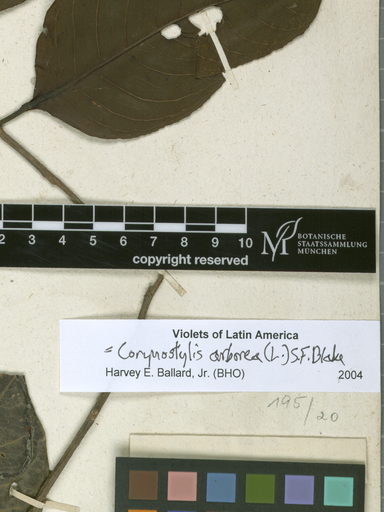 2 3 4 5 6 7 8 9 10
copyright reserved
M
BOTANISCHE
STAATSSAMMLUNG
MÜNCHEN
Violets of Latin America
= Corynostylis arborea (L.) S.F. Blake
Harvey E. Ballard, Jr. (BHO)
2004
195/20